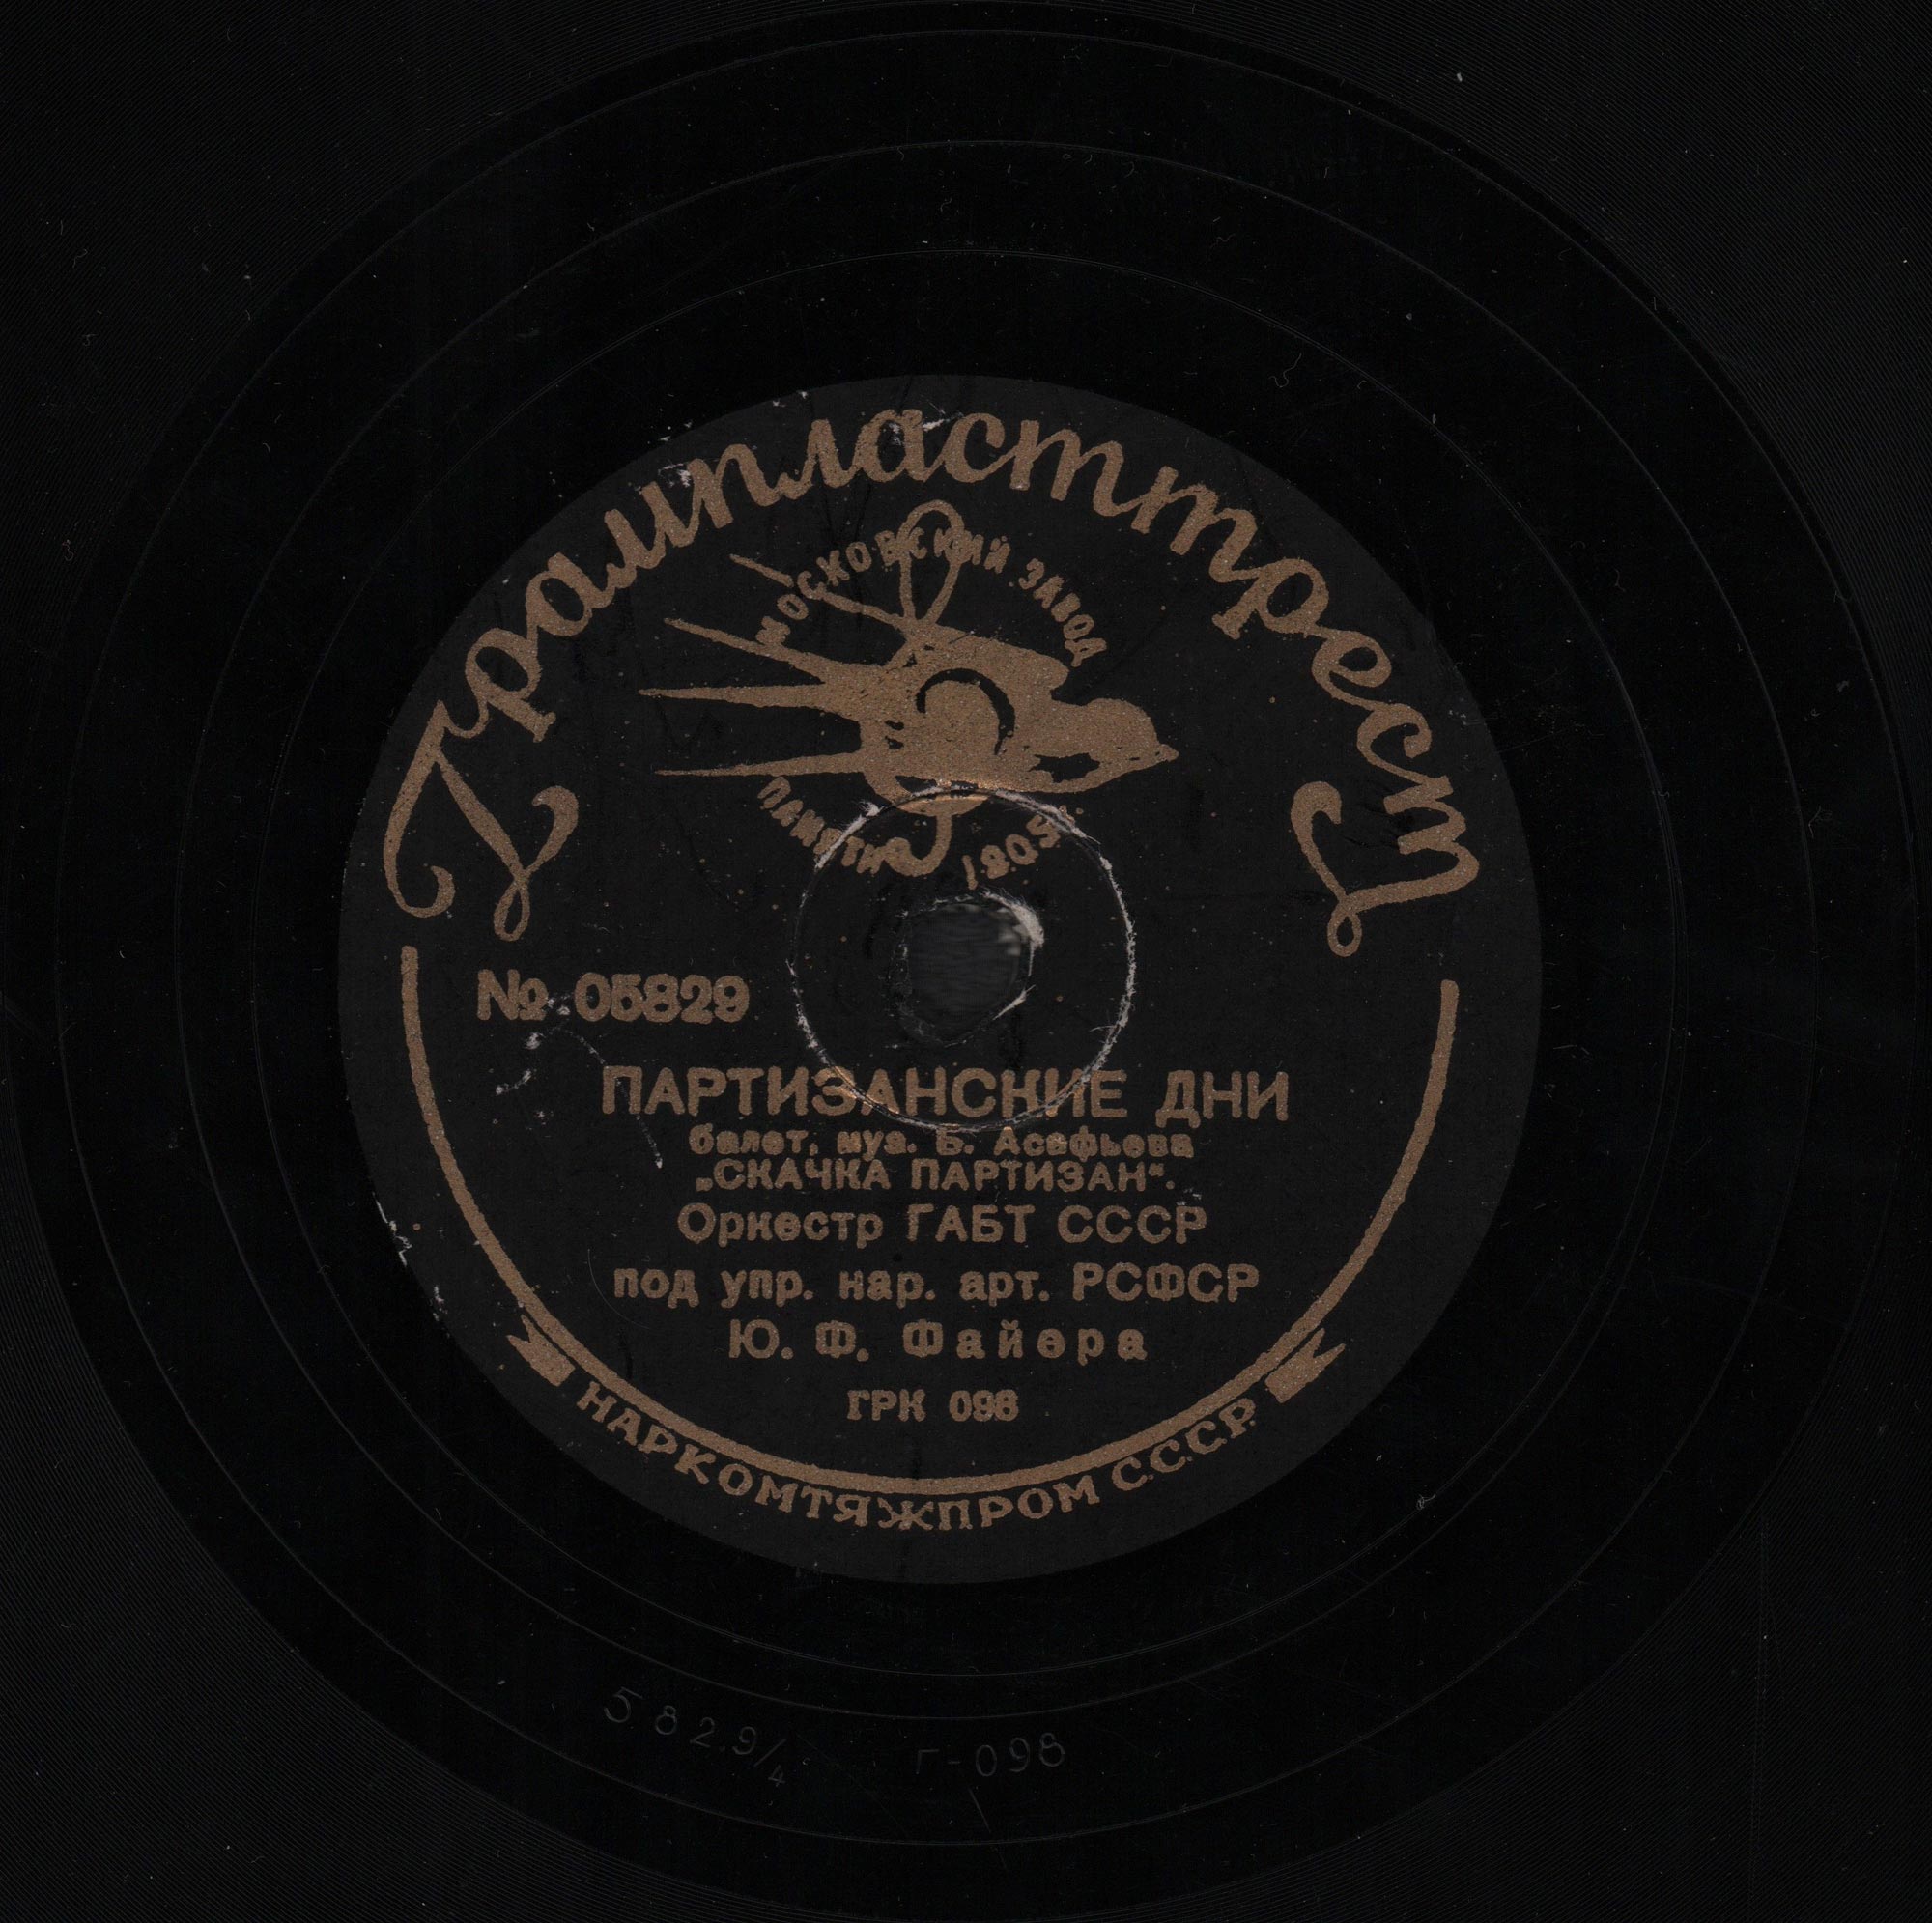 Грампласттрест
МОСКОВСКИЙ ЗАВОД
ПАМЯТИ 1905 г.
№ 05829
ПАРТИЗАНСКИЕ ДНИ
балет, муз. Б. Асафьева
„СКАЧКА ПАРТИЗАН“.
Оркестр ГАБТ СССР
под упр. нар. арт. РСФСР
Ю. Ф. Файера
ГРК 098
НАРКОМТЯЖПРОМ С.С.С.Р.
5829/4 Г-098